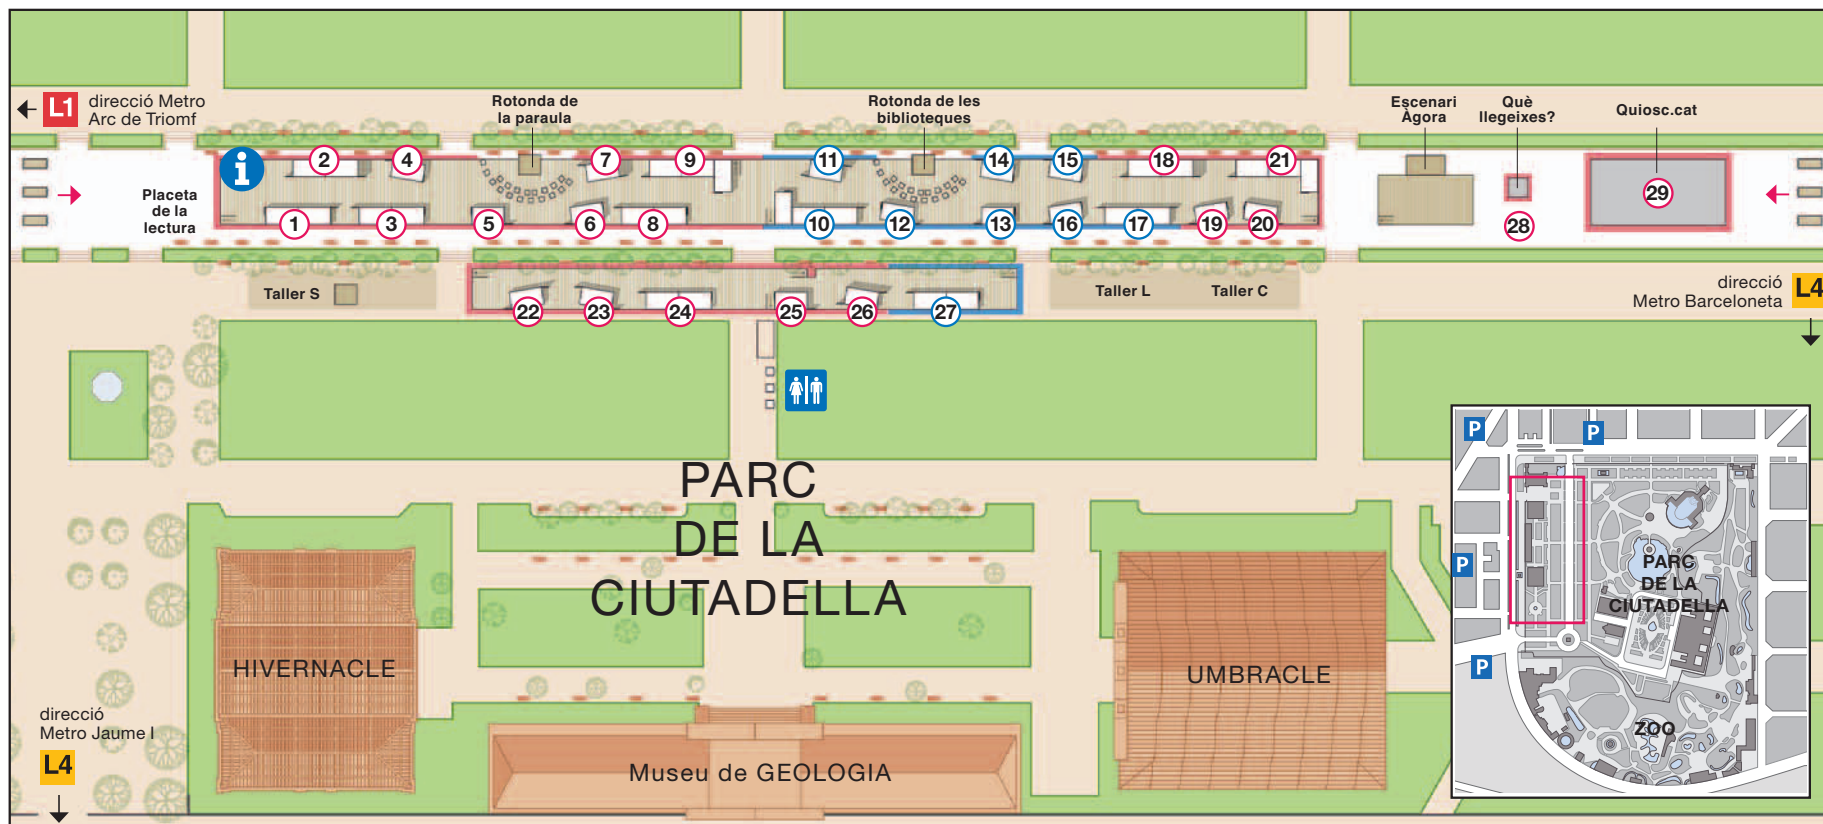 L1
direcció Metro
Arc de Triomf
Rotonda de
la paraula
Rotonda de les
biblioteques
Escenari
Àgora
Què
llegeixes?
Quiosc.cat
i
2
4
7
9
11
14
15
18
21
29
Placeta
de la
lectura
1
3
5
6
8
10
12
13
16
17
19
20
28
Taller S
Taller L
Taller C
direcció
Metro Barceloneta
L4
22
23
24
25
26
27
PARC
DE LA
CIUTADELLA
HIVERNACLE
UMBRACLE
Museu de GEOLOGIA
direcció
Metro Jaume I
L4
P
P
P
P
PARC
DE LA
CIUTADELLA
ZOO